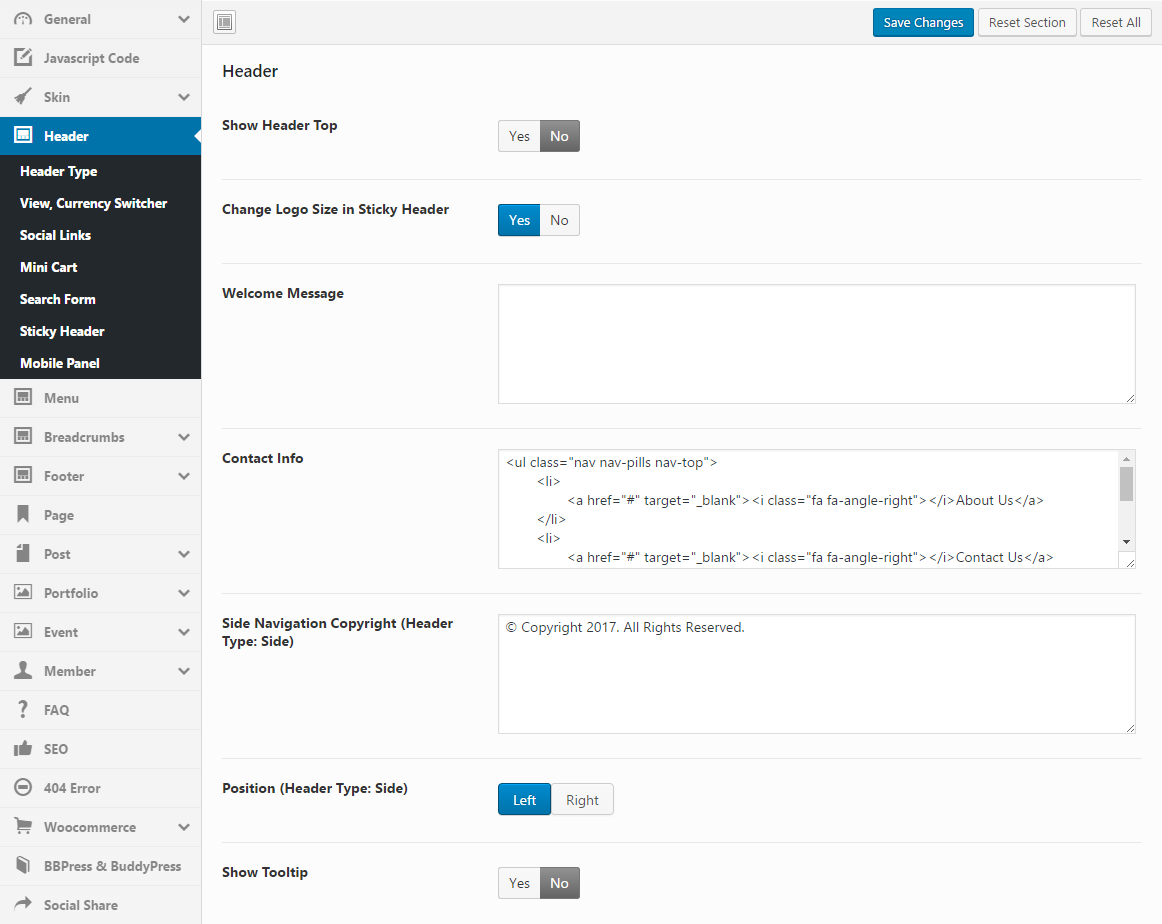 General
Javascript Code
Skin
Header
Header Type
View, Currency Switcher
Social Links
Mini Cart
Search Form
Sticky Header
Mobile Panel
Menu
Breadcrumbs
Footer
Page
Post
Portfolio
Event
Member
FAQ
SEO
404 Error
Woocommerce
BBPress & BuddyPress
Social Share
Save Changes Reset Section Reset All
Header
Show Header Top
Yes No
Change Logo Size in Sticky Header
Yes No
Welcome Message
Contact Info
<ul class="nav nav-pills nav-top">
<li>
<a href="#" target="_blank"><i class="fa fa-angle-right"></i>About Us</a>
</li>
<li>
<a href="#" target="_blank"><i class="fa fa-angle-right"></i>Contact Us</a>
Side Navigation Copyright (Header
Type: Side)
© Copyright 2017. All Rights Reserved.
Position (Header Type: Side)
Left Right
Show Tooltip
Yes No